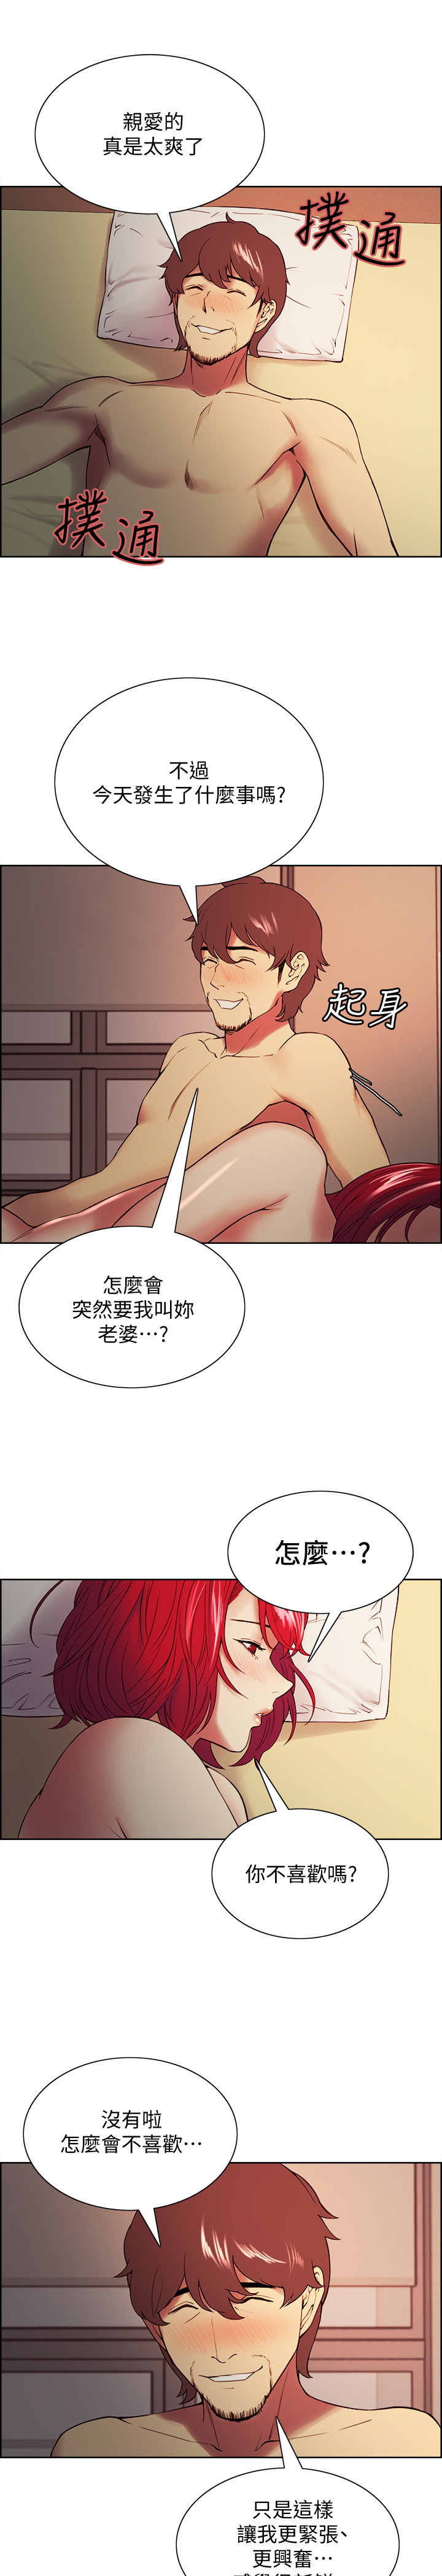 親愛的
真是太爽了
撲通
撲通
不過
今天發生了什麼事嗎?
起身
怎麼會
突然要我叫妳
老婆…?
怎麼…?
你不喜歡嗎?
沒有啦
怎麼會不喜歡…
只是這樣
讓我更緊張、
更興奮…